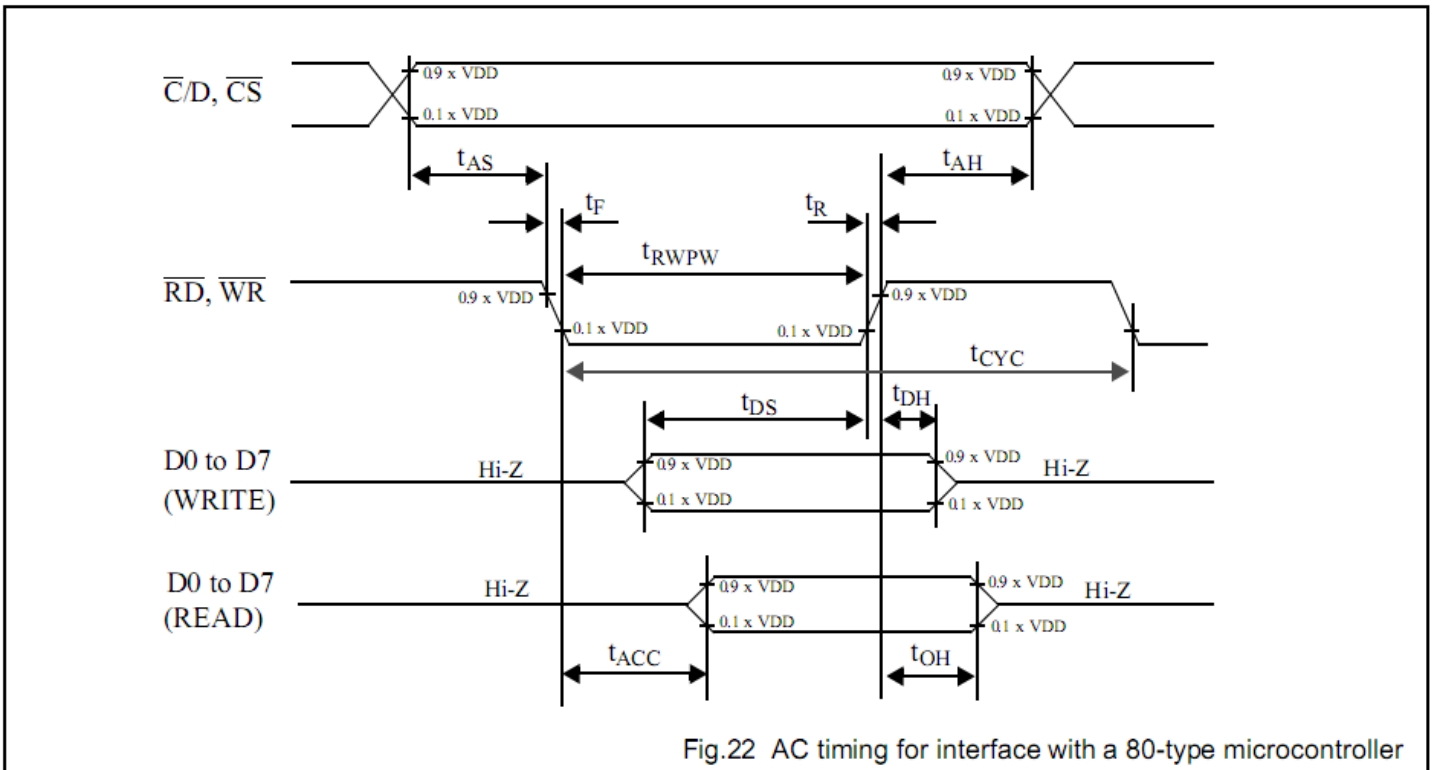 C̅/D, C̅S̅
0.9 x VDD
0.9 x VDD
0.1 x VDD
0.1 x VDD
tAS
tAH
tF
tR
tRWPW
R̅D̅, W̅R̅
0.9 x VDD
0.9 x VDD
0.1 x VDD
0.1 x VDD
tCYC
tDS
tDH
D0 to D7
(WRITE)
Hi-Z
0.9 x VDD
0.9 x VDD
Hi-Z
0.1 x VDD
0.1 x VDD
D0 to D7
(READ)
Hi-Z
0.9 x VDD
0.9 x VDD
Hi-Z
0.1 x VDD
0.1 x VDD
tACC
tOH
Fig.22 AC timing for interface with a 80-type microcontroller